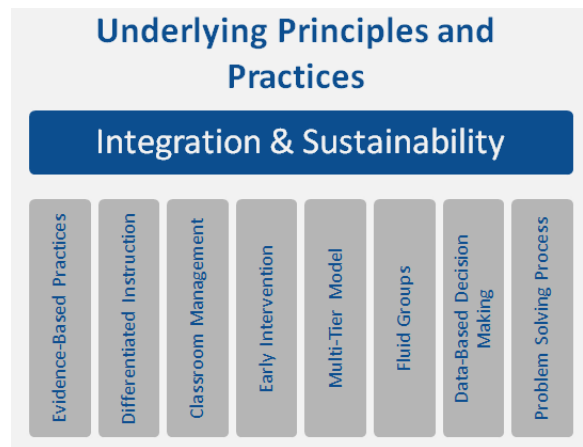 Underlying Principles and
Practices
Integration & Sustainability
Evidence-Based Practices
Differentiated Instruction
Classroom Management
Early Intervention
Multi-Tier Model
Fluid Groups
Data-Based Decision
Making
Problem Solving Process